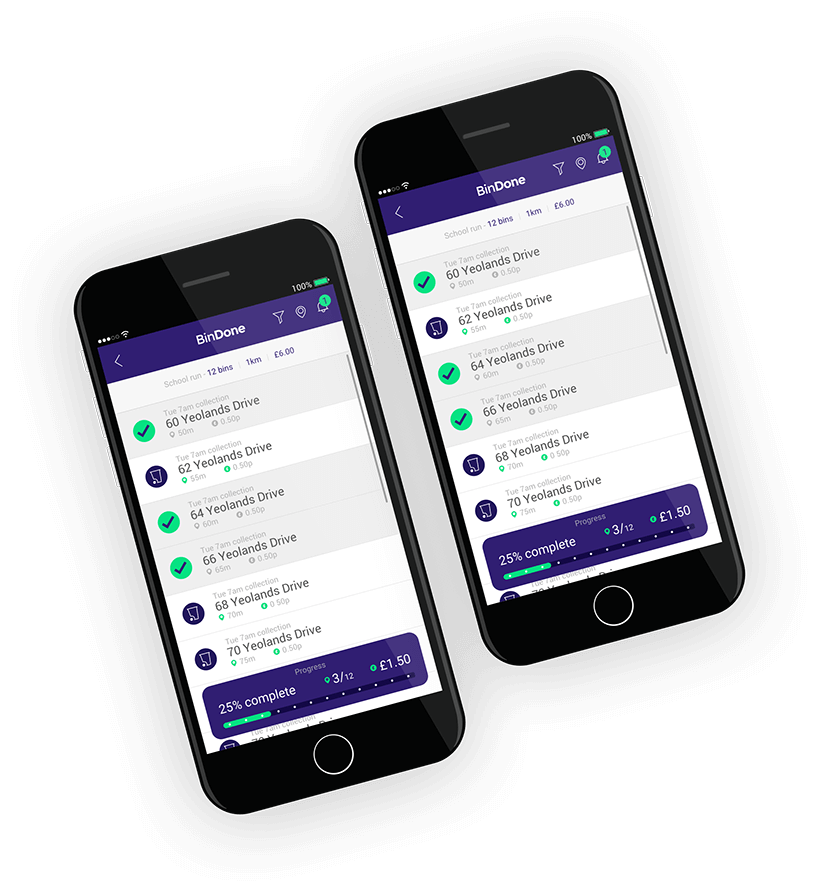 100%
1
BinDone
School run - 12 bins | 1km | £6.00
Tue 7am collection
60 Yeolands Drive
50m 0.50p
Tue 7am collection
62 Yeolands Drive
55m 0.50p
Tue 7am collection
64 Yeolands Drive
60m 0.50p
Tue 7am collection
66 Yeolands Drive
65m 0.50p
Tue 7am collection
68 Yeolands Drive
70m 0.50p
Tue 7am collection
70 Yeolands Drive
75m 0.50p
Progress
25% complete 3/12 £1.50
Tue 7am collection
100%
1
BinDone
School run - 12 bins | 1km | £6.00
Tue 7am collection
60 Yeolands Drive
50m 0.50p
Tue 7am collection
62 Yeolands Drive
55m 0.50p
Tue 7am collection
64 Yeolands Drive
60m 0.50p
Tue 7am collection
66 Yeolands Drive
65m 0.50p
Tue 7am collection
68 Yeolands Drive
70m 0.50p
Tue 7am collection
70 Yeolands Drive
75m 0.50p
Progress
25% complete 3/12 £1.50
Tue 7am collection